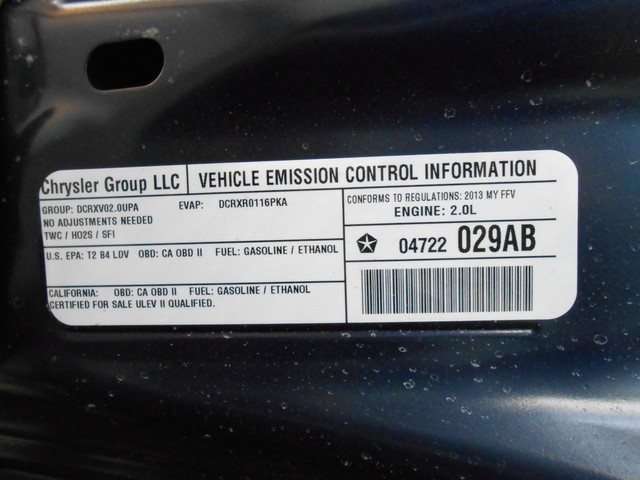 Chrysler Group LLC
VEHICLE EMISSION CONTROL INFORMATION
GROUP: DCRXV02.0UPA EVAP: DCRXR0116PKA
NO ADJUSTMENTS NEEDED
TWC / HO2S / SFI
U.S. EPA: T2 B4 LDV OBD: CA OBD II FUEL: GASOLINE / ETHANOL
CALIFORNIA: OBD: CA OBD II FUEL: GASOLINE / ETHANOL
CERTIFIED FOR SALE ULEV II QUALIFIED.
CONFORMS TO REGULATIONS: 2013 MY FFV
ENGINE: 2.0L
04722 029AB